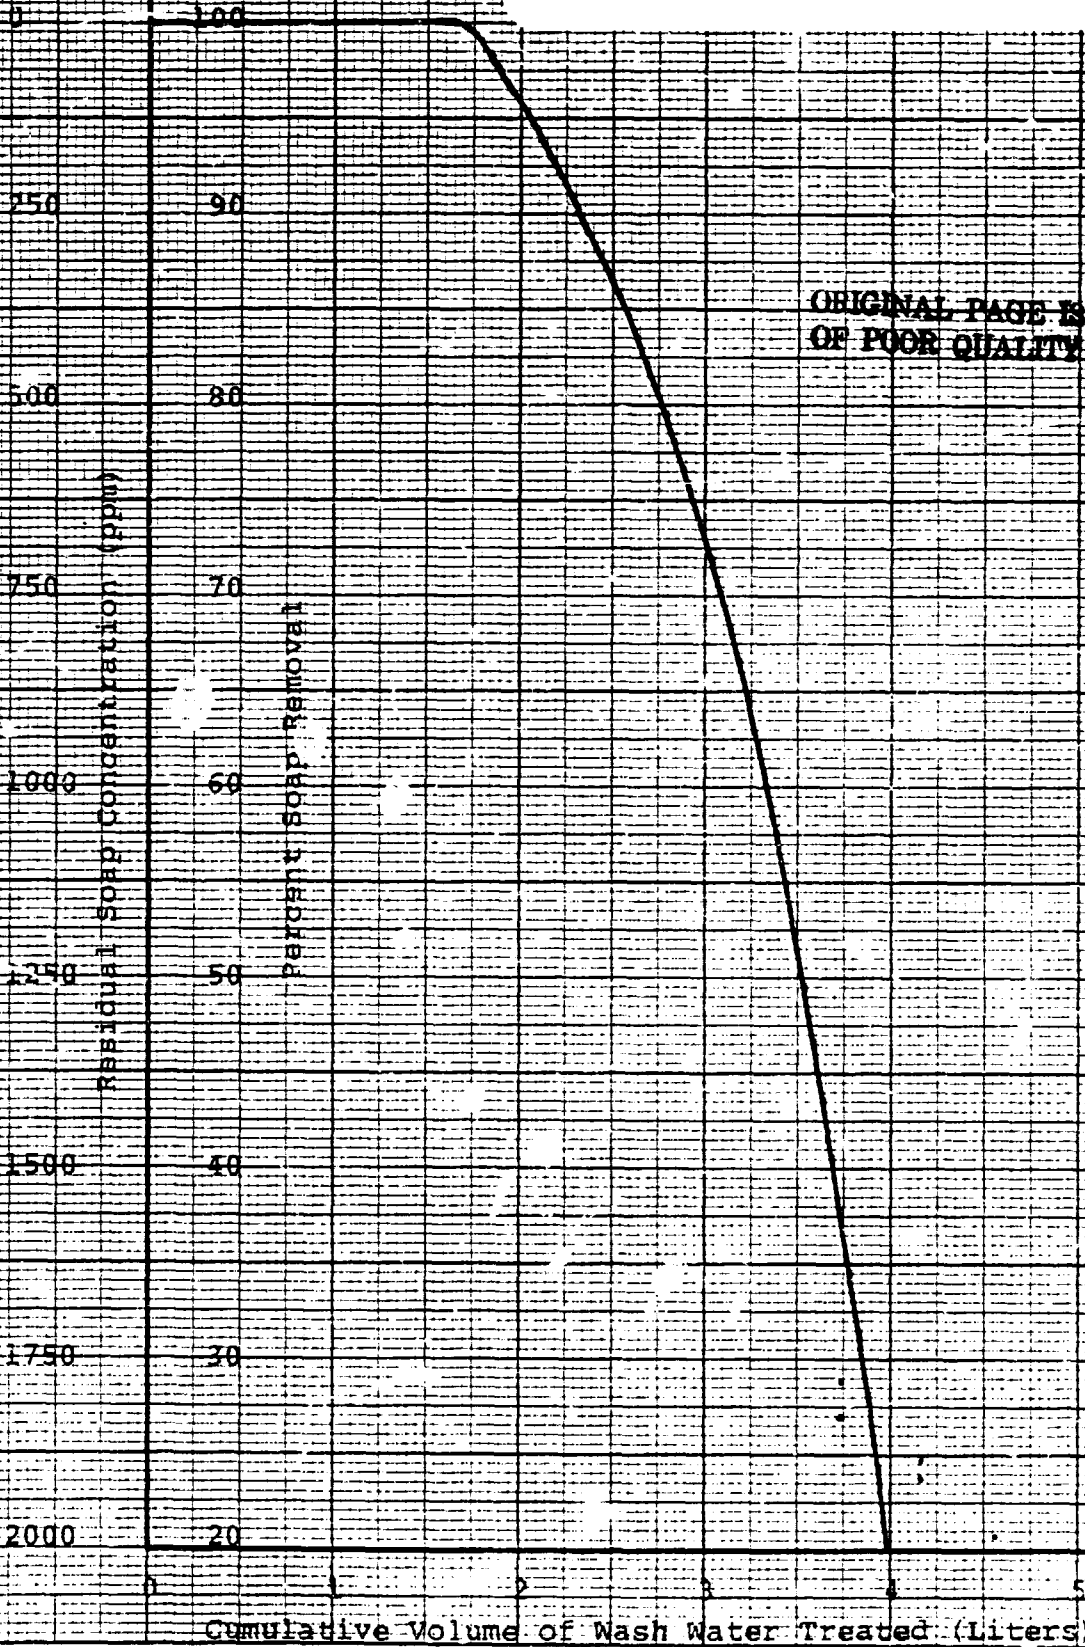 0 100
250 90
ORIGINAL PAGE IS
OF POOR QUALITY
500 80
750 70
1000 60
1250 50
1500 40
1750 30
2000 20
Residual Soap Concentration (ppm)
Percent Soap Removal
0 1 2 3 4 5
Cumulative Volume of Wash Water Treated (Liters